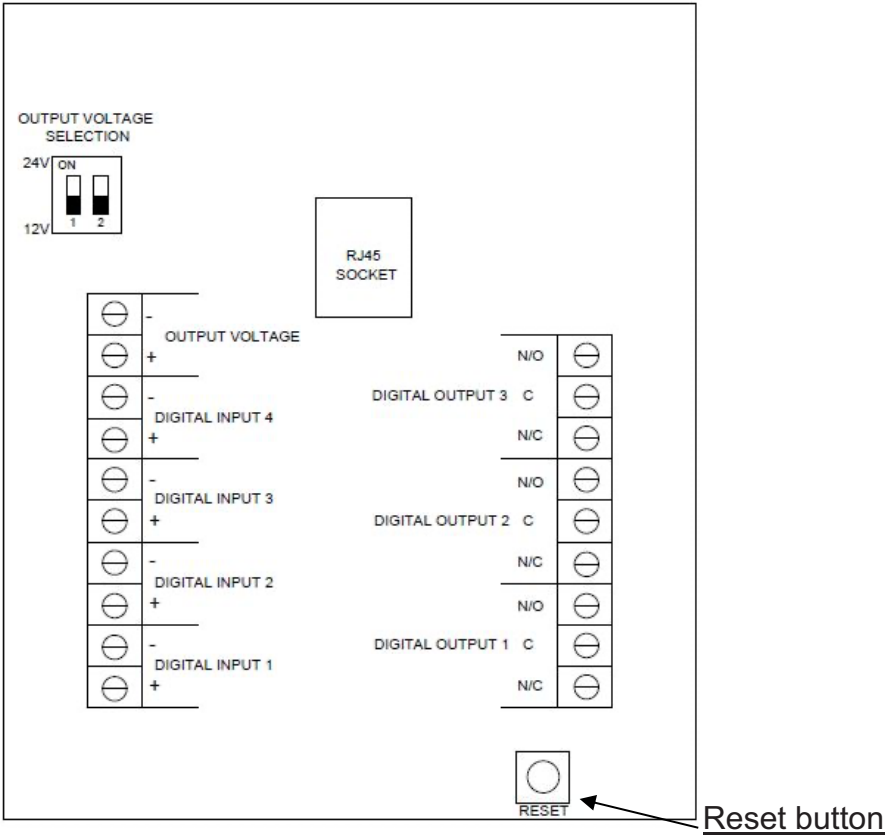 OUTPUT VOLTAGE
SELECTION
24V
ON
1 2
12V
RJ45
SOCKET
-
OUTPUT VOLTAGE
+
-
DIGITAL INPUT 4
+
-
DIGITAL INPUT 3
+
-
DIGITAL INPUT 2
+
-
DIGITAL INPUT 1
+
N/O
DIGITAL OUTPUT 3 C
N/C
N/O
DIGITAL OUTPUT 2 C
N/C
N/O
DIGITAL OUTPUT 1 C
N/C
RESET
Reset button